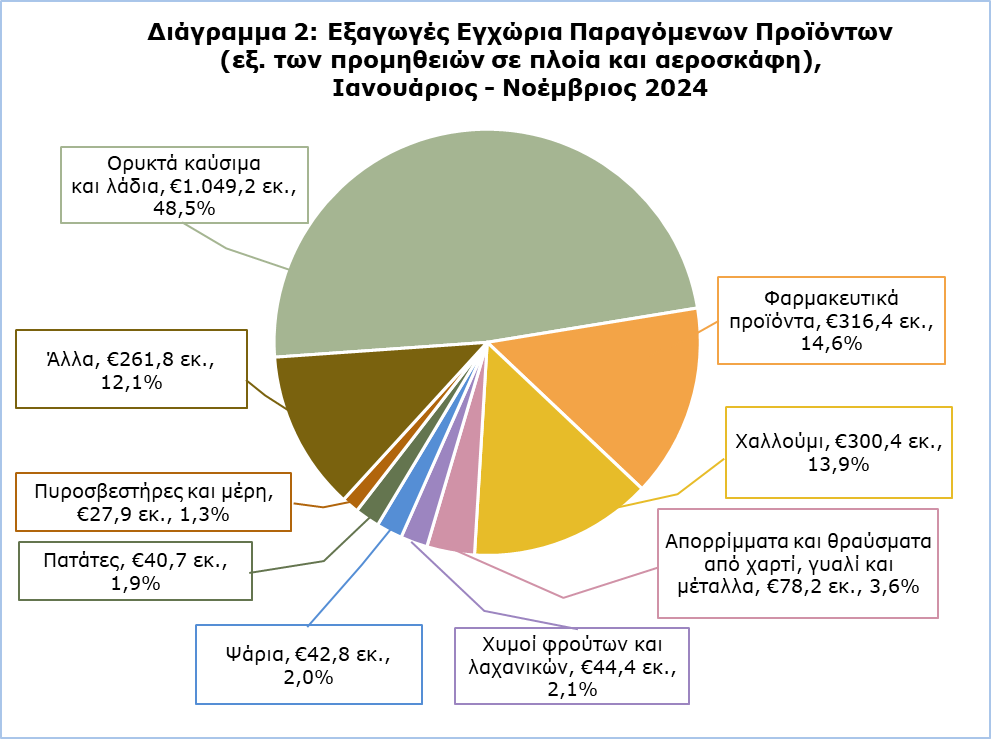 Διάγραμμα 2: Εξαγωγές Εγχώρια Παραγόμενων Προϊόντων
(εξ. των προμηθειών σε πλοία και αεροσκάφη),
Ιανουάριος - Νοέμβριος 2024
Ορυκτά καύσιμα
και λάδια, €1.049,2 εκ.,
48,5%
Φαρμακευτικά
προϊόντα, €316,4 εκ.,
14,6%
Χαλλούμι, €300,4 εκ.,
13,9%
Απορρίμματα και θραύσματα
από χαρτί, γυαλί και
μέταλλα, €78,2 εκ., 3,6%
Χυμοί φρούτων και
λαχανικών, €44,4 εκ.,
2,1%
Ψάρια, €42,8 εκ.,
2,0%
Πατάτες, €40,7 εκ.,
1,9%
Πυροσβεστήρες και μέρη,
€27,9 εκ., 1,3%
Άλλα, €261,8 εκ.,
12,1%